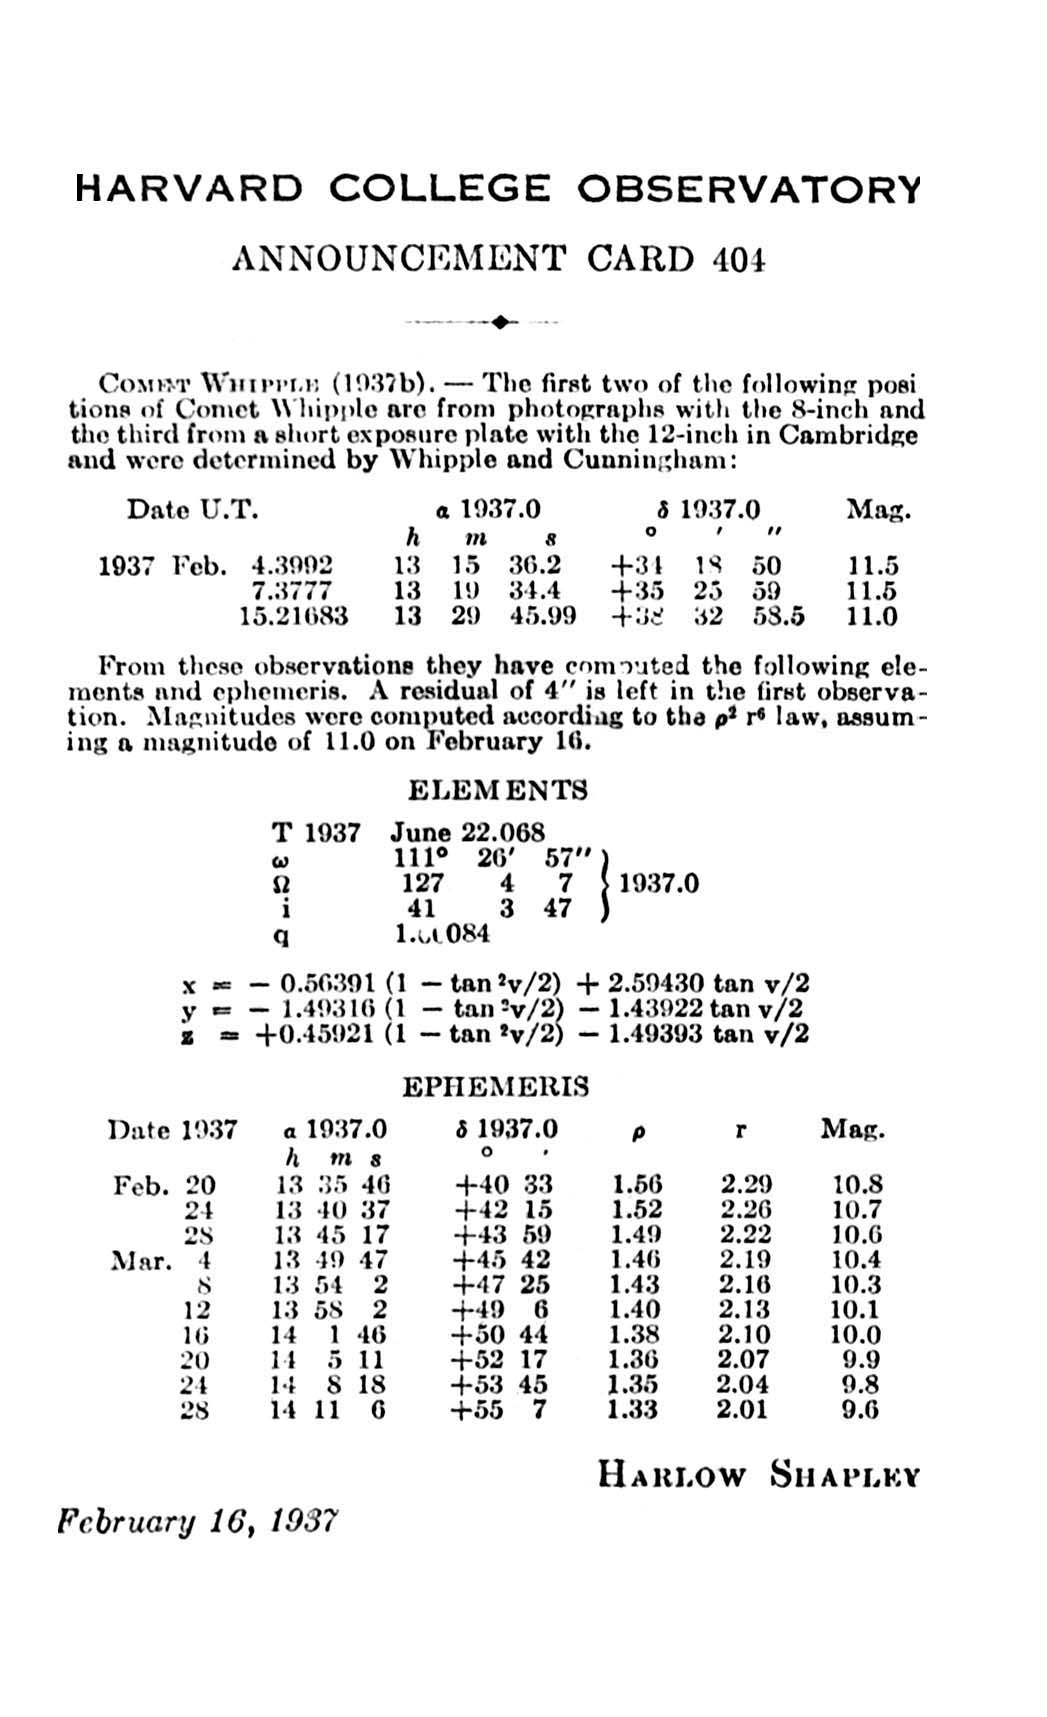 HARVARD COLLEGE OBSERVATORY
ANNOUNCEMENT CARD 404
COMET WHIPPLE (1937b). — The first two of the following posi
tions of Comet Whipple are from photographs with the 8-inch and
the third from a short exposure plate with the 12-inch in Cambridge
and were determined by Whipple and Cunningham:
Date U.T. α 1937.0 δ 1937.0 Mag.
h m s ° ′ ″
1937 Feb. 4.3992 13 15 36.2 +34 18 50 11.5
7.3777 13 19 34.4 +35 25 59 11.5
15.21683 13 29 45.99 +38 32 58.5 11.0
From these observations they have computed the following ele-
ments and ephemeris. A residual of 4″ is left in the first observa-
tion. Magnitudes were computed according to the ρ² r⁶ law, assum-
ing a magnitude of 11.0 on February 16.
ELEMENTS
T 1937 June 22.068
ω 111° 26′ 57″
Ω 127 4 7 } 1937.0
i 41 3 47
q 1.66084
x = − 0.56391 (1 − tan ²v/2) + 2.59430 tan v/2
y = − 1.49316 (1 − tan ²v/2) − 1.43922 tan v/2
z = +0.45921 (1 − tan ²v/2) − 1.49393 tan v/2
EPHEMERIS
Date 1937 α 1937.0 δ 1937.0 ρ r Mag.
h m s ° ′
Feb. 20 13 35 46 +40 33 1.56 2.29 10.8
24 13 40 37 +42 15 1.52 2.26 10.7
28 13 45 17 +43 59 1.49 2.22 10.6
Mar. 4 13 49 47 +45 42 1.46 2.19 10.4
8 13 54 2 +47 25 1.43 2.16 10.3
12 13 58 2 +49 6 1.40 2.13 10.1
16 14 1 46 +50 44 1.38 2.10 10.0
20 14 5 11 +52 17 1.36 2.07 9.9
24 14 8 18 +53 45 1.35 2.04 9.8
28 14 11 6 +55 7 1.33 2.01 9.6
HARLOW SHAPLEY
February 16, 1937